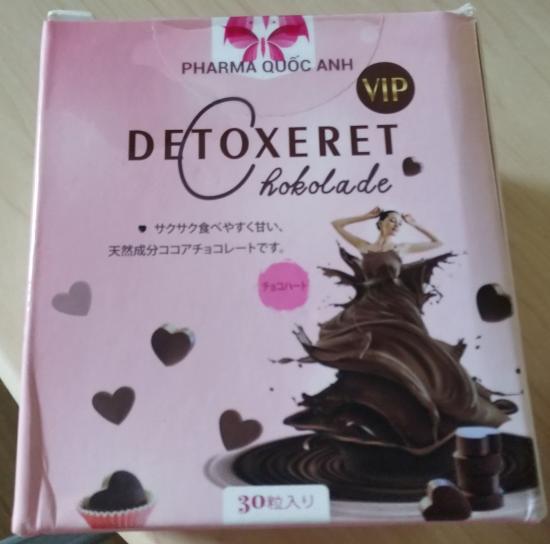 PHARMA QUỐC ANH
VIP
DETOXERET
Chokolade
サクサク食べやすく甘い、
天然成分ココアチョコレートです。
チョコハート
30粒入り